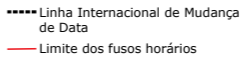 Linha Internacional de Mudança
de Data
Limite dos fusos horários